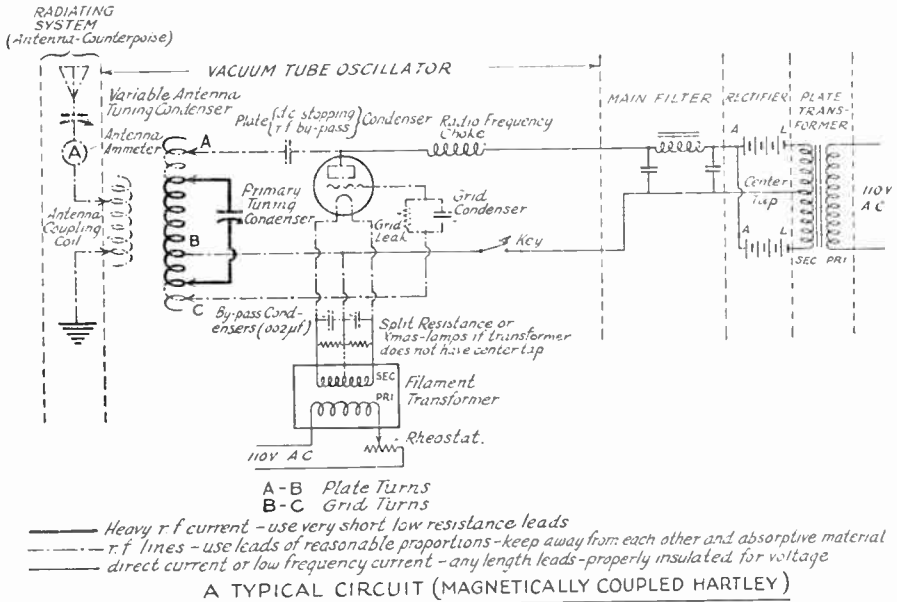 RADIATING
SYSTEM
(Antenna-Counterpoise)
VACUUM TUBE OSCILLATOR
MAIN FILTER
RECTIFIER
PLATE
TRANS-
FORMER
Variable Antenna
Tuning Condenser
Antenna
Ammeter
A
Antenna
Coupling
Coil
A
B
C
Plate {d.c stopping
{r f by-pass} Condenser
Radio Frequency
Choke
Primary
Tuning
Condenser
Grid
Leak
Grid
Condenser
Key
A
L
Center
Tap
A
L
SEC
PRI
110V
A C
By-pass Cond-
ensers (.002µf)
Split Resistance or
Xmas-lamps if transformer
does not have center tap
SEC
PRI
Filament
Transformer
Rheostat.
110V A C
A-B Plate Turns
B-C Grid Turns
Heavy r.f current - use very short low resistance leads
r.f lines - use leads of reasonable proportions - keep away from each other and absorptive material
direct current or low frequency current - any length leads - properly insulated for voltage
A TYPICAL CIRCUIT (MAGNETICALLY COUPLED HARTLEY)